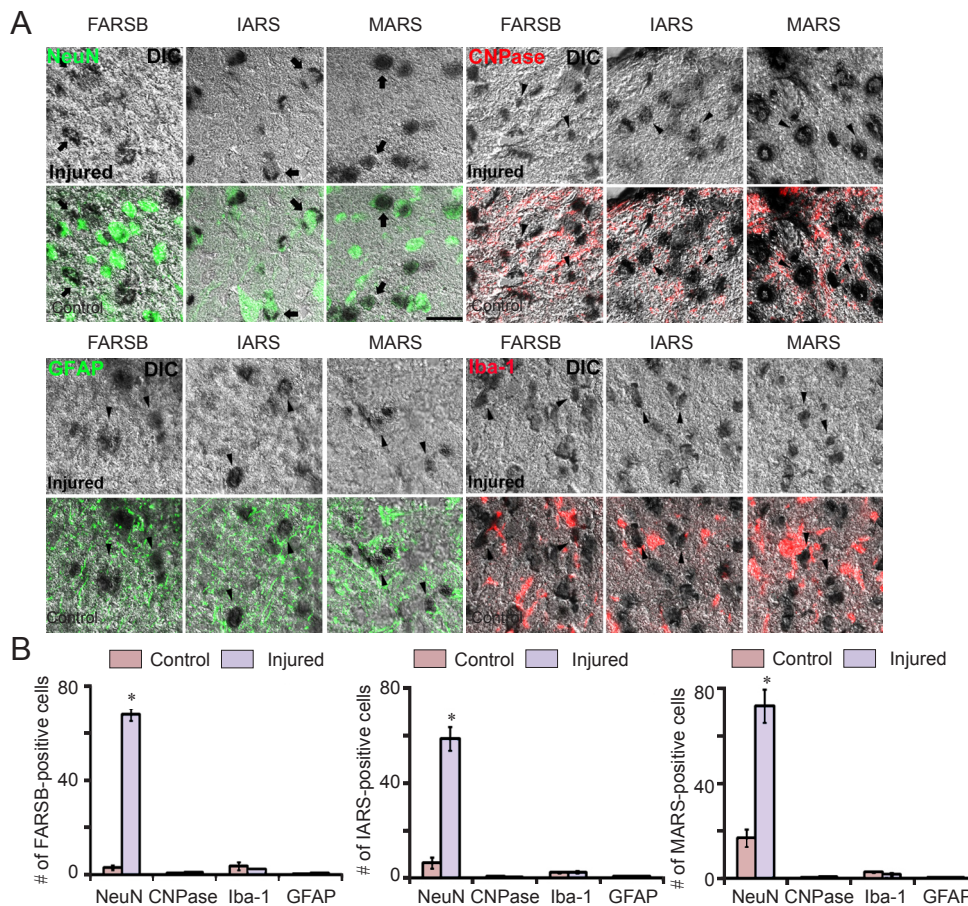 A
FARSB IARS MARS FARSB IARS MARS
NeuN DIC CNPase DIC
Injured Injured
Control Control
FARSB IARS MARS FARSB IARS MARS
GFAP DIC Iba-1 DIC
Injured Injured
Control Control
B
Control Injured Control Injured Control Injured
# of FARSB-positive cells
80
40
0
*
NeuN CNPase Iba-1 GFAP
# of IARS-positive cells
80
40
0
*
NeuN CNPase Iba-1 GFAP
# of MARS-positive cells
80
40
0
*
NeuN CNPase Iba-1 GFAP